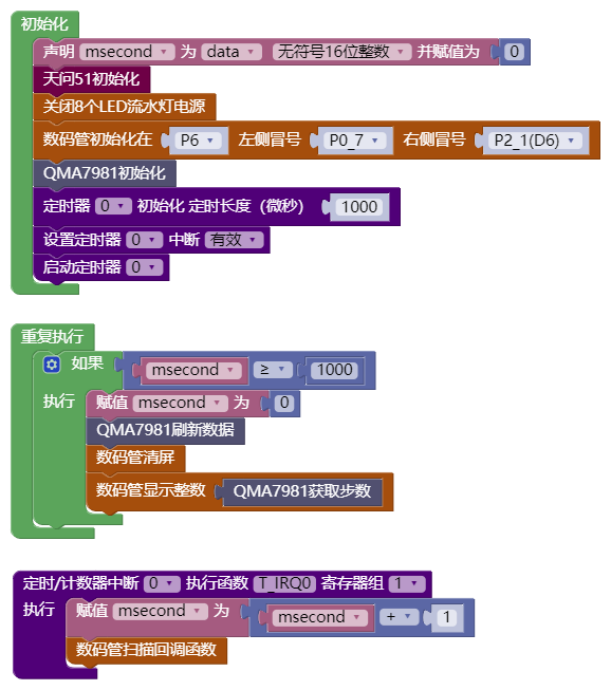 初始化
声明 msecond 为 data 无符号16位整数 并赋值为 0
天问51初始化
关闭8个LED流水灯电源
数码管初始化在 P6 左侧冒号 P0_7 右侧冒号 P2_1(D6)
QMA7981初始化
定时器 0 初始化 定时长度（微秒） 1000
设置定时器 0 中断 有效
启动定时器 0
重复执行
如果 msecond ≥ 1000
执行 赋值 msecond 为 0
QMA7981刷新数据
数码管清屏
数码管显示整数 QMA7981获取步数
定时/计数器中断 0 执行函数 T_IRQ0 寄存器组 1
执行 赋值 msecond 为 msecond + 1
数码管扫描回调函数